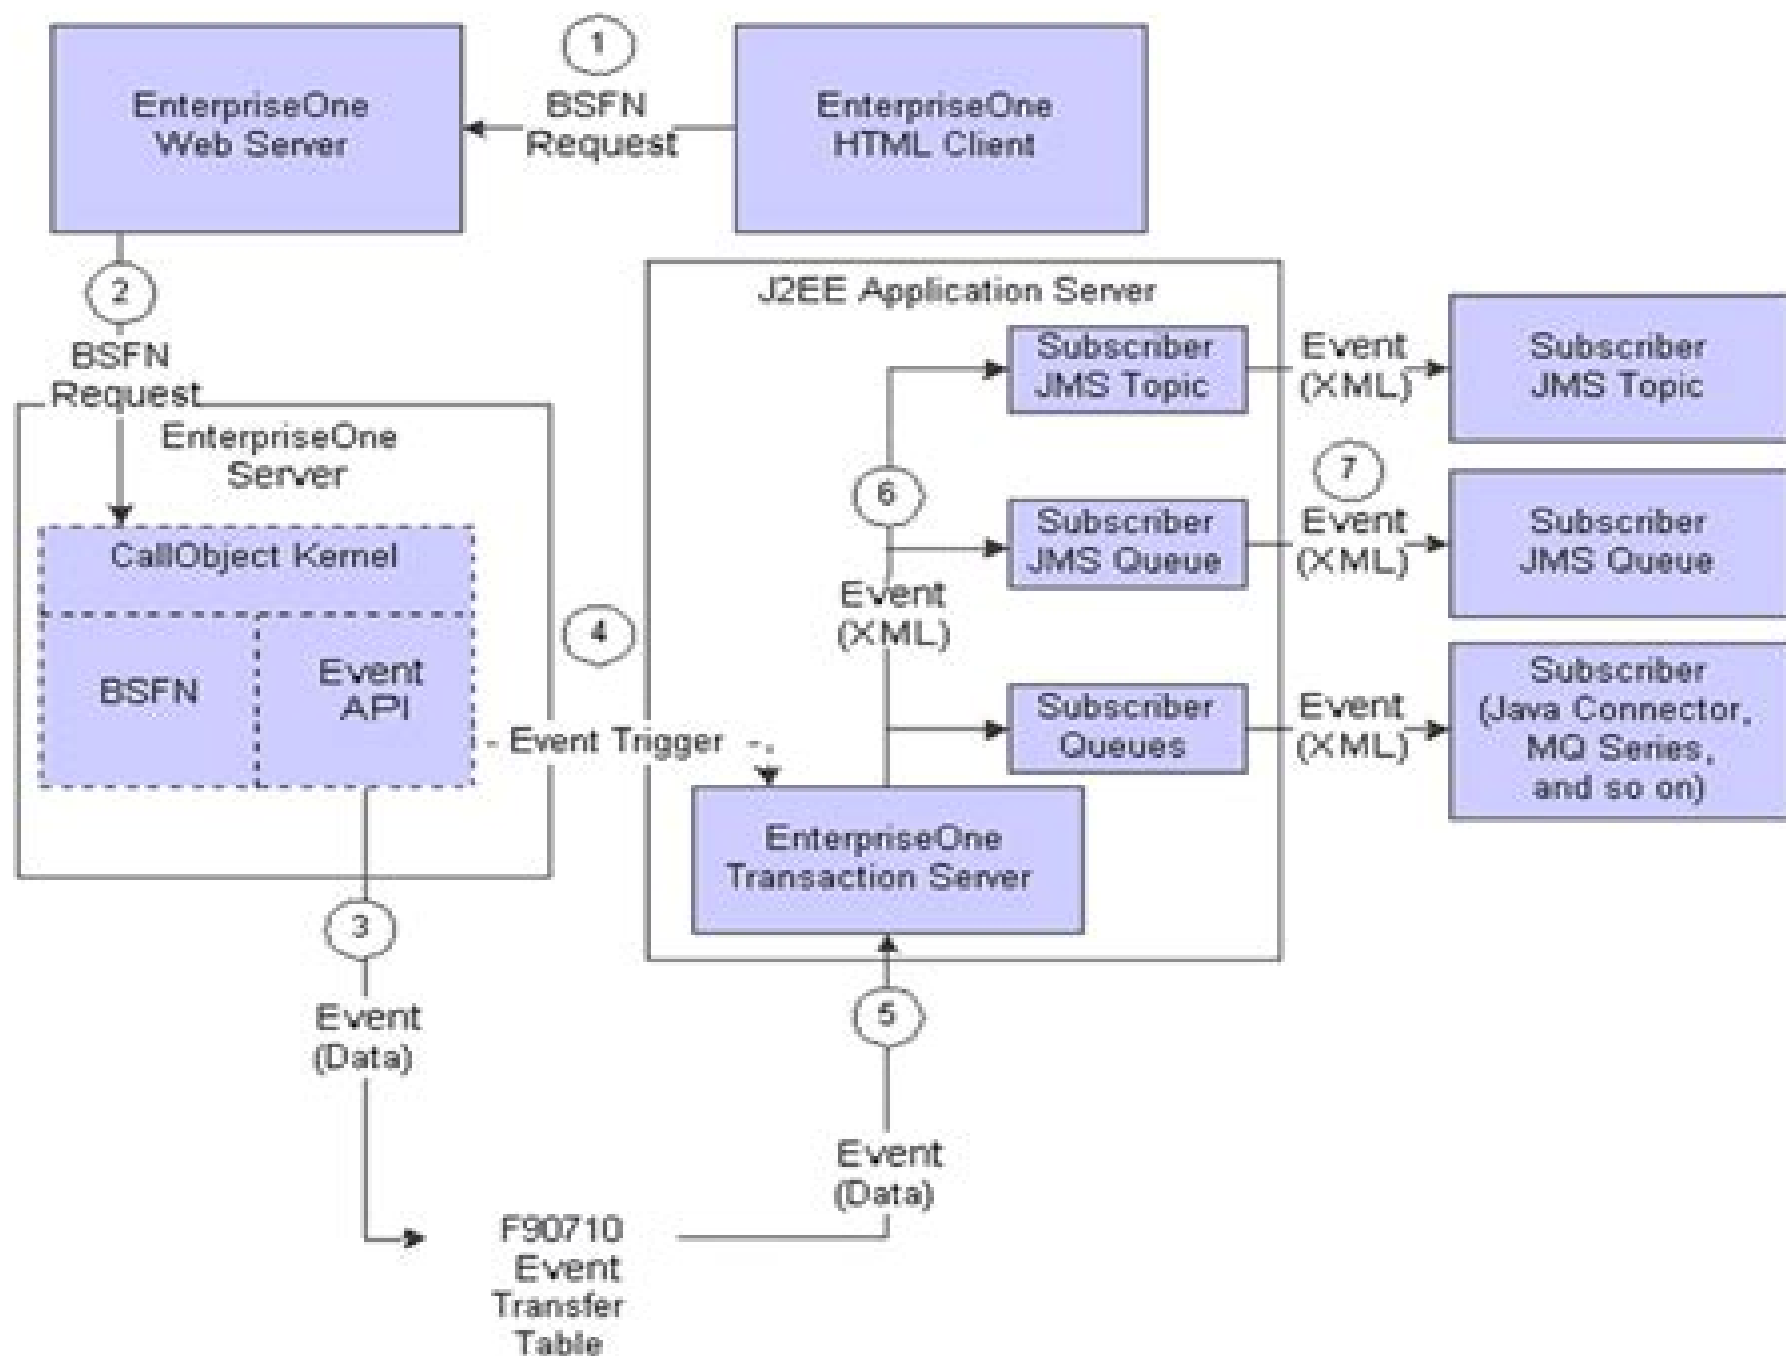 EnterpriseOne
Web Server
1
BSFN
Request
EnterpriseOne
HTML Client
2
BSFN
Request
EnterpriseOne
Server
CallObject Kernel
BSFN
Event
API
4
Event Trigger
3
Event
(Data)
F90710
Event
Transfer
Table
Event
(Data)
5
J2EE Application Server
EnterpriseOne
Transaction Server
6
Event
(XML)
Subscriber
JMS Topic
Event
(XML)
Subscriber
JMS Topic
7
Subscriber
JMS Queue
Event
(XML)
Subscriber
JMS Queue
Subscriber
Queues
Event
(XML)
Subscriber
(Java Connector,
MQ Series,
and so on)